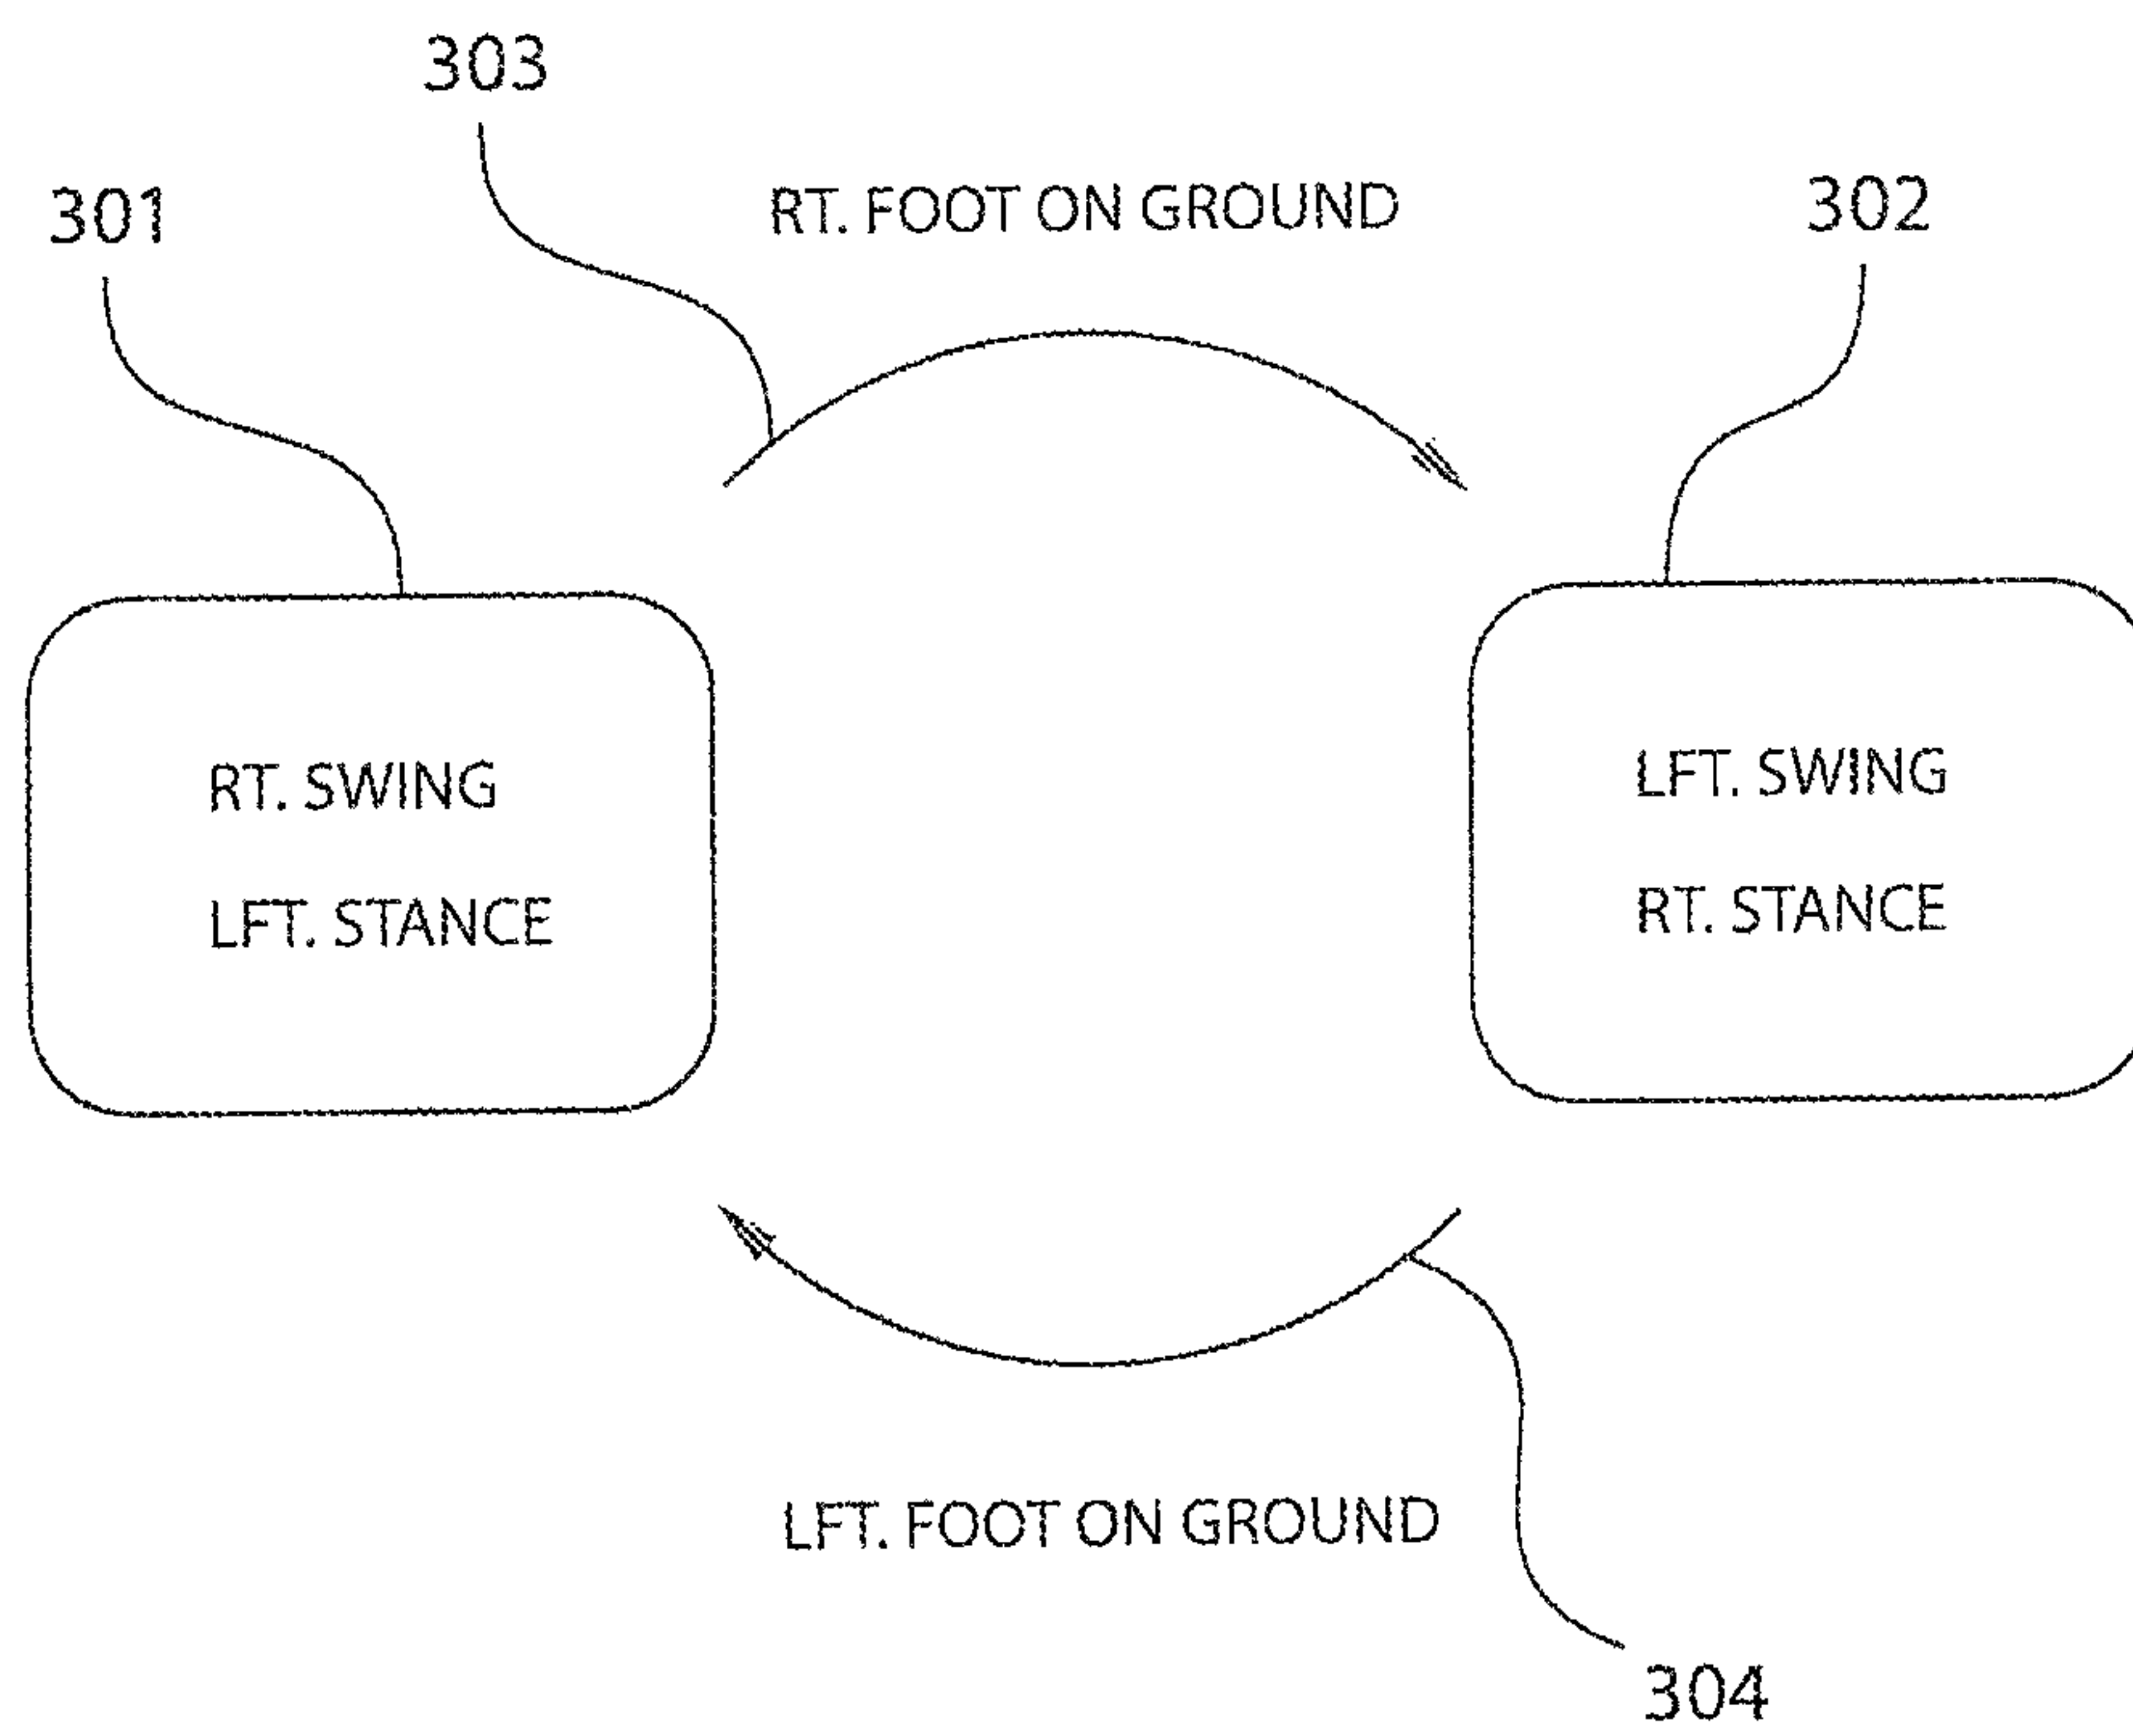 303
301
RT. FOOT ON GROUND
302
RT. SWING
LFT. STANCE
LFT. SWING
RT. STANCE
LFT. FOOT ON GROUND
304